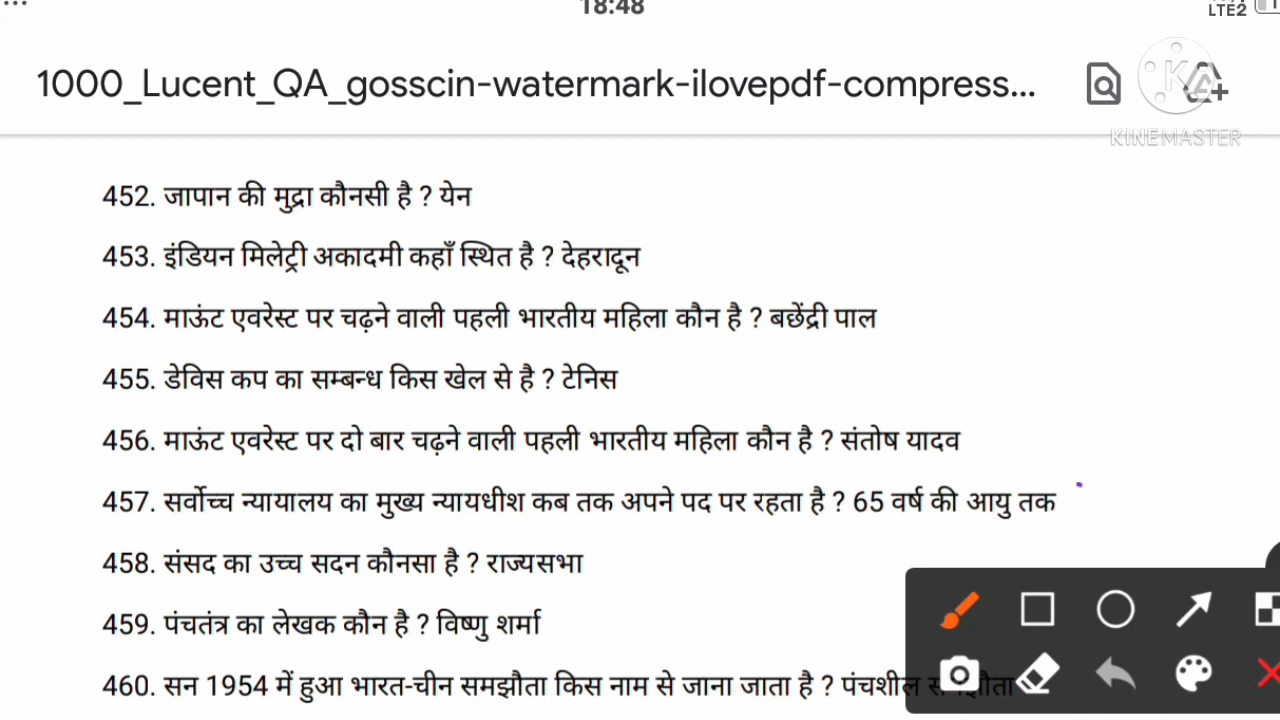 18:48
LTE2
1000_Lucent_QA_gosscin-watermark-ilovepdf-compress...
KINEMASTER
452. जापान की मुद्रा कौनसी है ? येन
453. इंडियन मिलेट्री अकादमी कहाँ स्थित है ? देहरादून
454. माऊंट एवरेस्ट पर चढ़ने वाली पहली भारतीय महिला कौन है ? बछेंद्री पाल
455. डेविस कप का सम्बन्ध किस खेल से है ? टेनिस
456. माऊंट एवरेस्ट पर दो बार चढ़ने वाली पहली भारतीय महिला कौन है ? संतोष यादव
457. सर्वोच्च न्यायालय का मुख्य न्यायधीश कब तक अपने पद पर रहता है ? 65 वर्ष की आयु तक
458. संसद का उच्च सदन कौनसा है ? राज्यसभा
459. पंचतंत्र का लेखक कौन है ? विष्णु शर्मा
460. सन 1954 में हुआ भारत-चीन समझौता किस नाम से जाना जाता है ? पंचशील